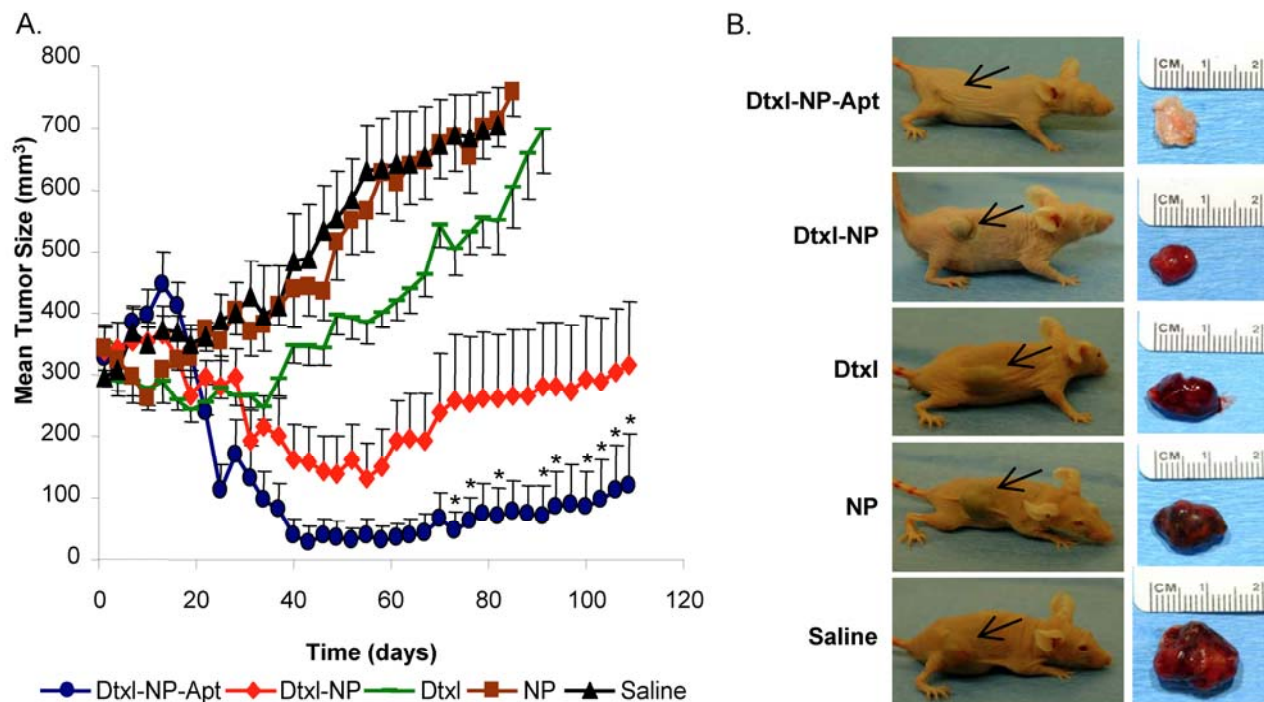 A.
B.
800
700
600
500
400
300
200
100
0
Mean Tumor Size (mm³)
0 20 40 60 80 100 120
Time (days)
* * * * * * * * *
Dtxl-NP-Apt Dtxl-NP Dtxl NP Saline
Dtxl-NP-Apt
CM 1 2
Dtxl-NP
CM 1 2
Dtxl
CM 1 2
NP
CM 1 2
Saline
CM 1 2